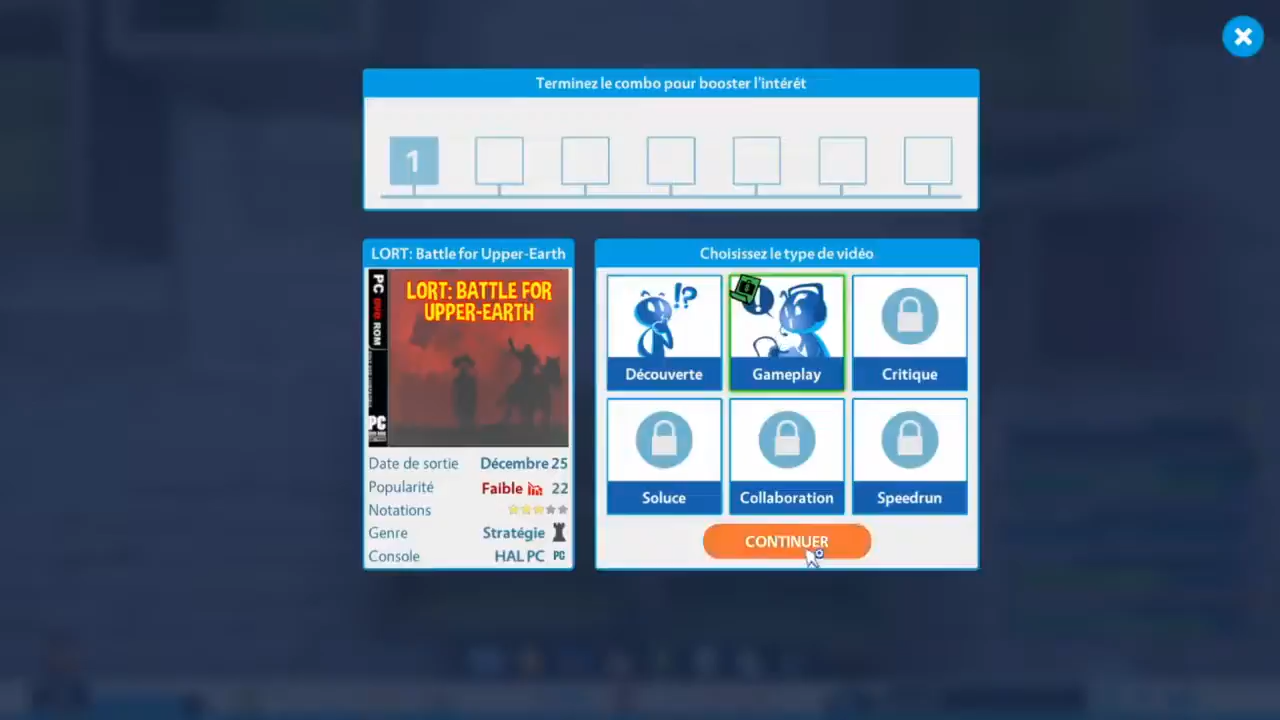 Terminez le combo pour booster l'intérêt
1
LORT: Battle for Upper-Earth
LORT: BATTLE FOR
UPPER-EARTH
PC DVD ROM
PC
Date de sortie Décembre 25
Popularité Faible 22
Notations
Genre Stratégie
Console HAL PC PC
Choisissez le type de vidéo
!?
!
Découverte
Gameplay
Critique
Soluce
Collaboration
Speedrun
CONTINUER